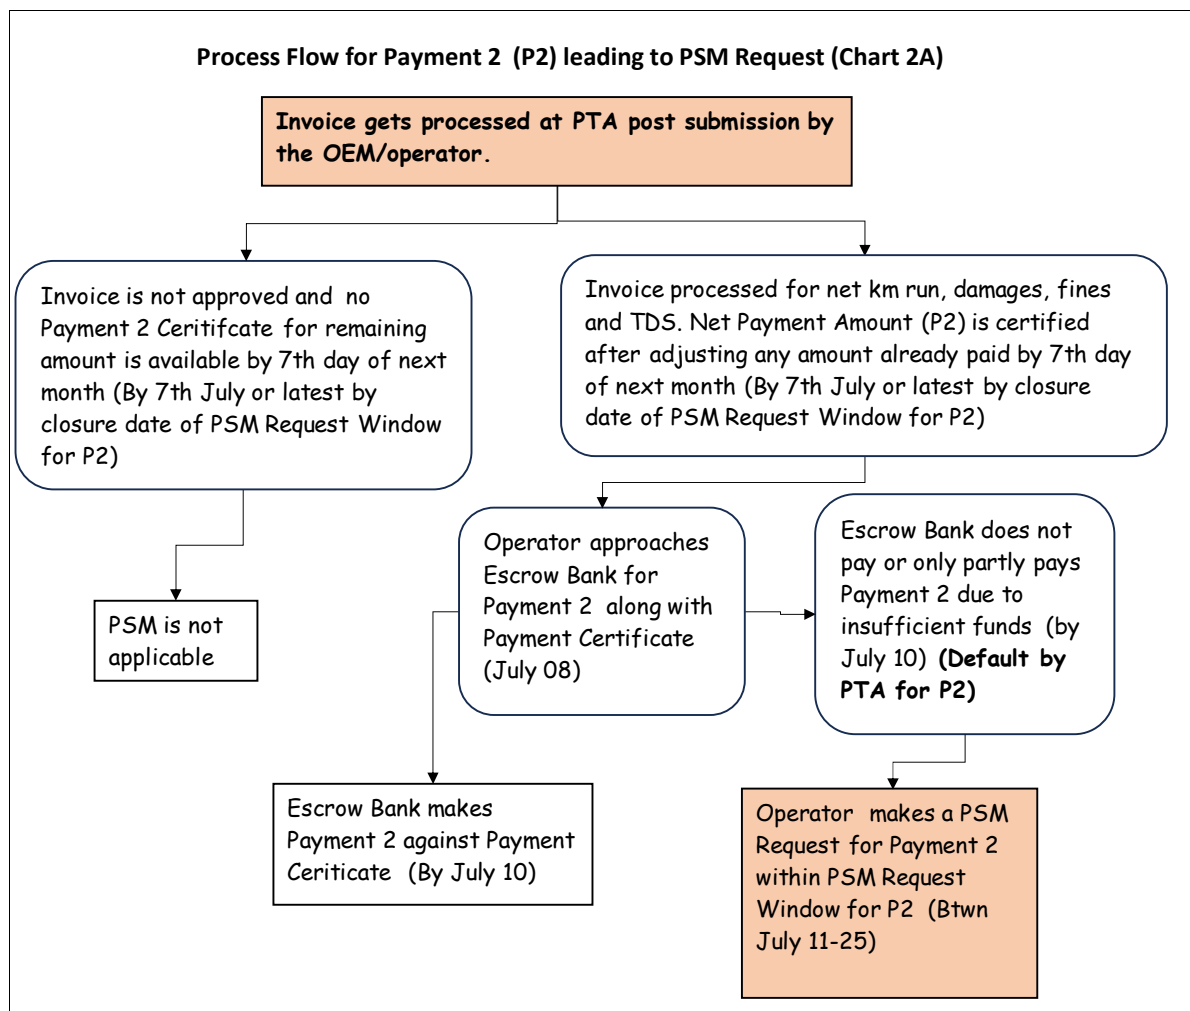 Process Flow for Payment 2 (P2) leading to PSM Request (Chart 2A)
Invoice gets processed at PTA post submission by
the OEM/operator.
Invoice is not approved and no
Payment 2 Ceritifcate for remaining
amount is available by 7th day of next
month (By 7th July or latest by
closure date of PSM Request Window
for P2)
Invoice processed for net km run, damages, fines
and TDS. Net Payment Amount (P2) is certified
after adjusting any amount already paid by 7th day
of next month (By 7th July or latest by closure
date of PSM Request Window for P2)
PSM is not
applicable
Operator approaches
Escrow Bank for
Payment 2 along with
Payment Certificate
(July 08)
Escrow Bank does not
pay or only partly pays
Payment 2 due to
insufficient funds (by
July 10) (Default by
PTA for P2)
Escrow Bank makes
Payment 2 against Payment
Ceriticate (By July 10)
Operator makes a PSM
Request for Payment 2
within PSM Request
Window for P2 (Btwn
July 11-25)